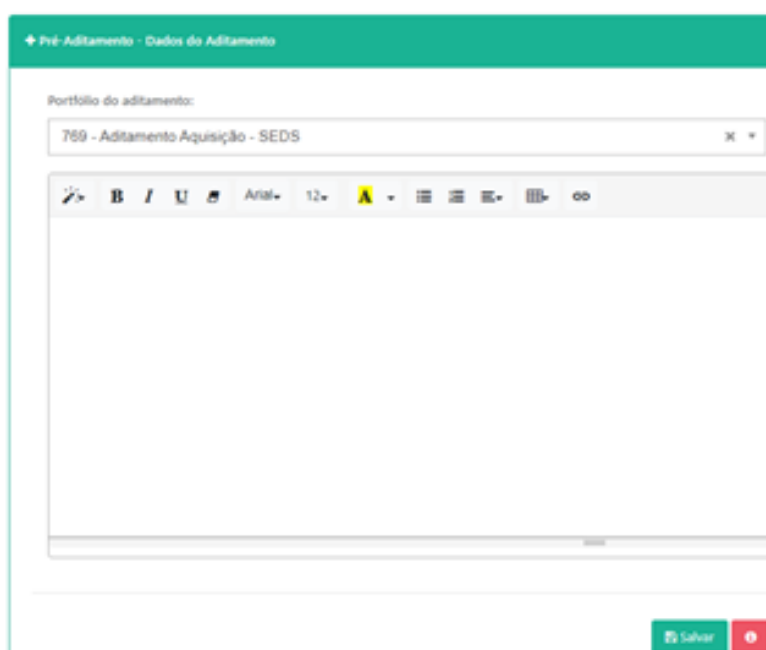 Pré-Aditamento - Dados do Aditamento
Portfólio do aditamento:
769 - Aditamento Aquisição - SEDS
B I U Arial 12 A
Salvar